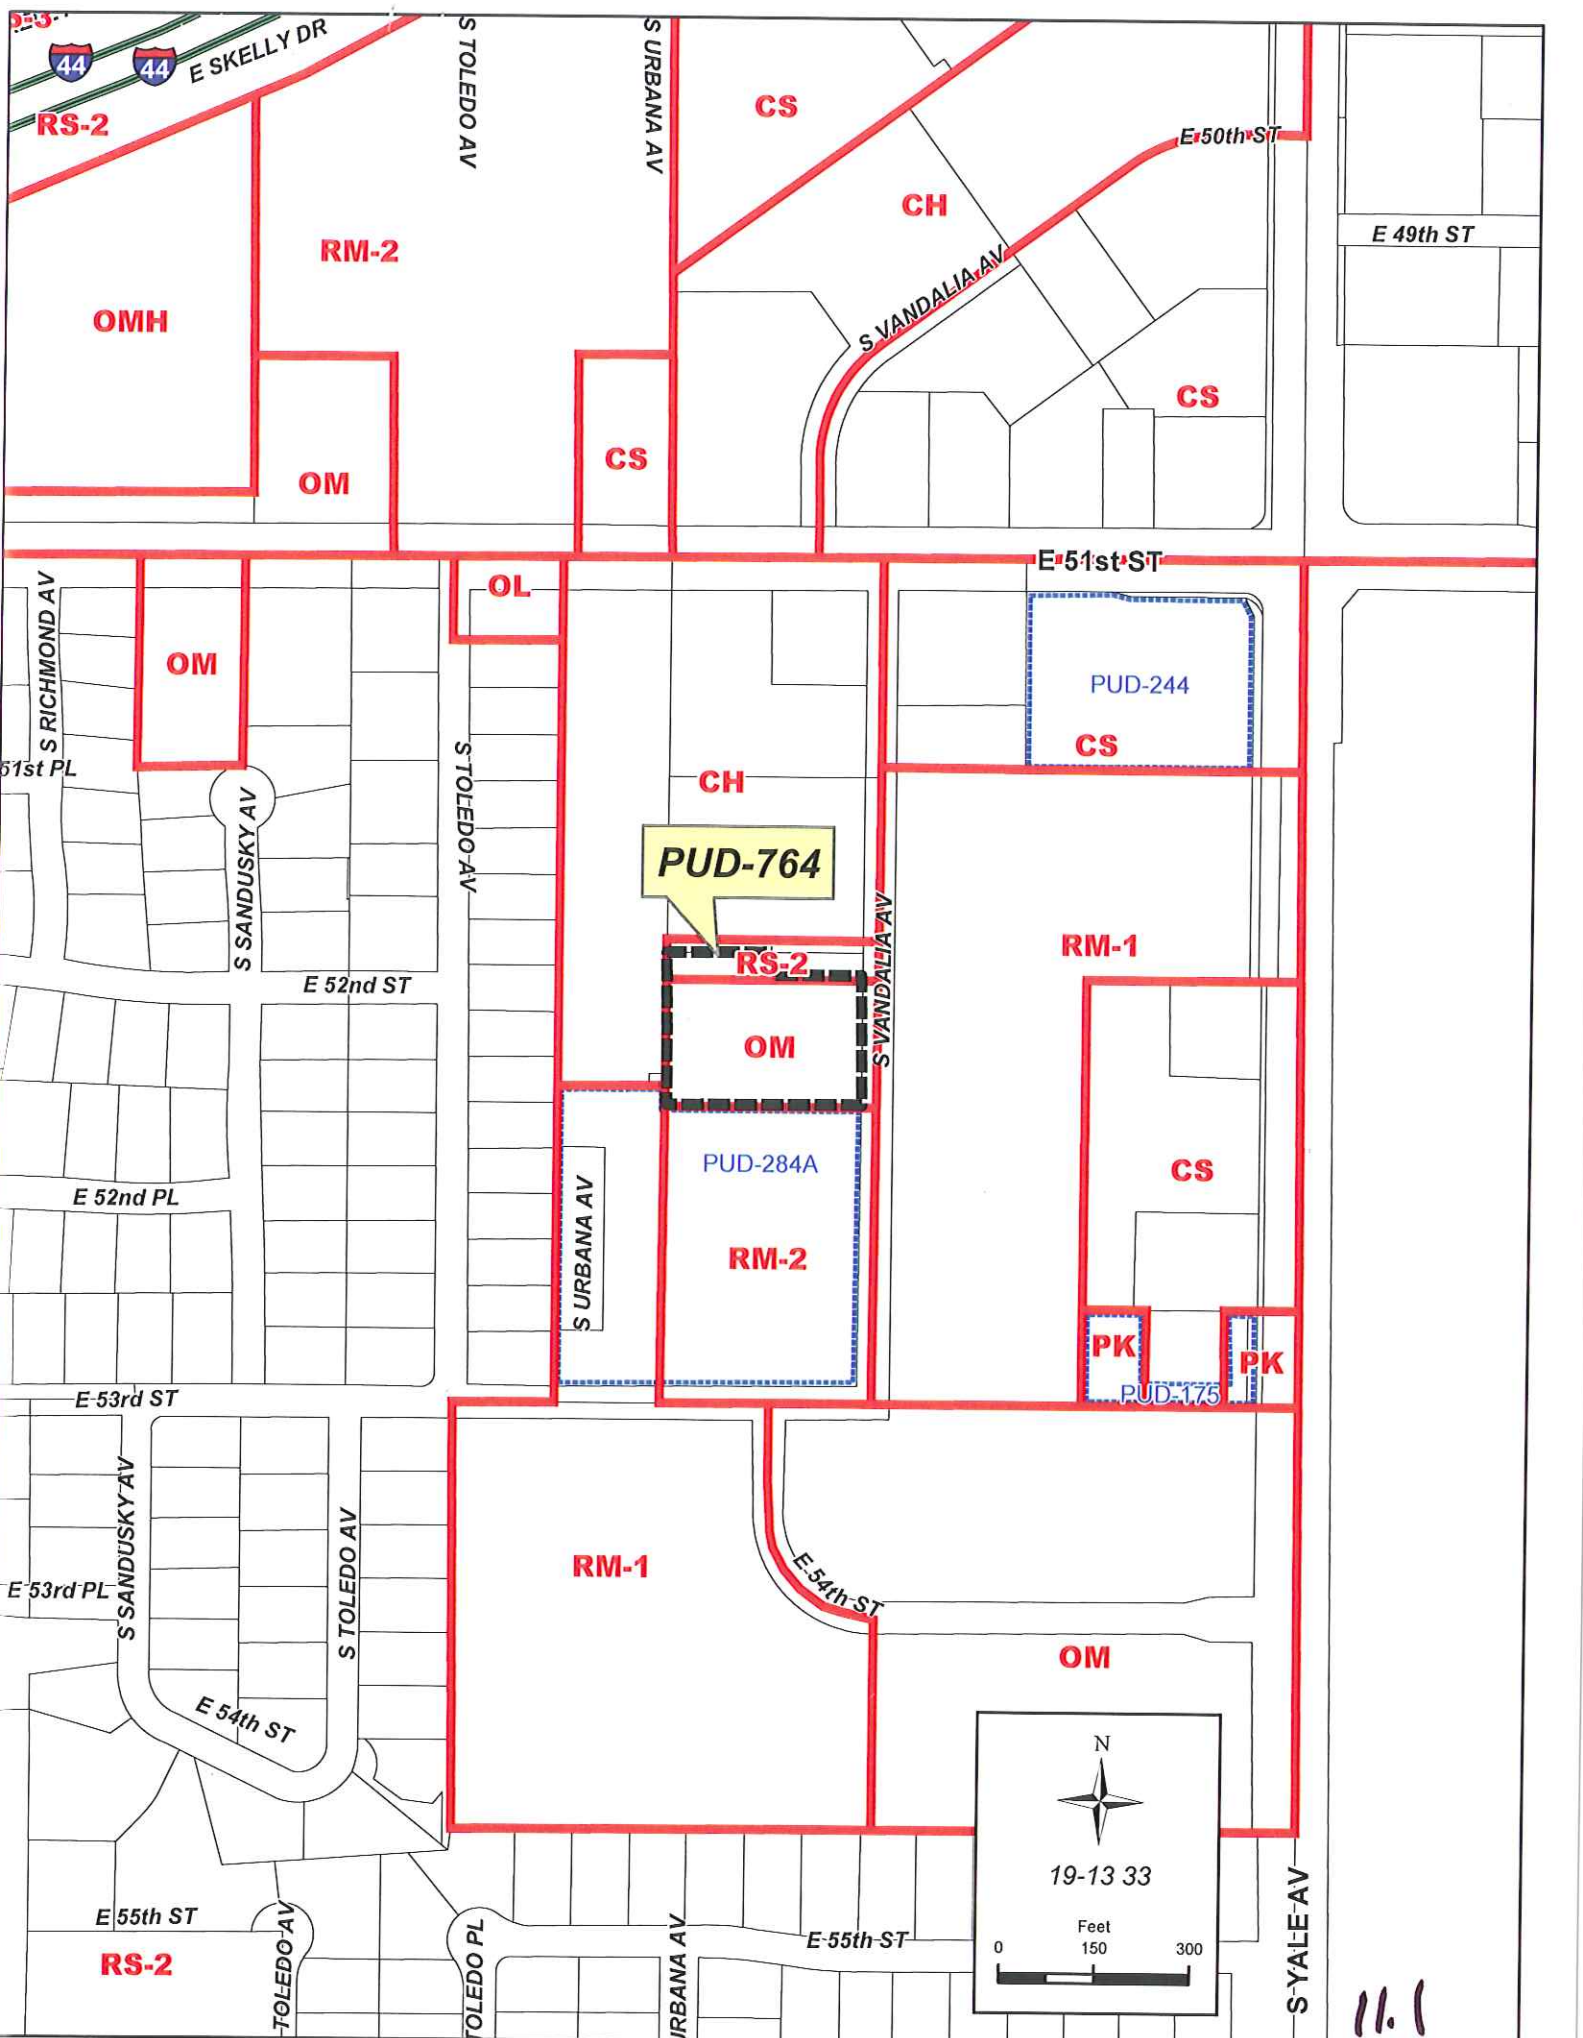 44
44
E SKELLY DR
S TOLEDO AV
S URBANA AV
RS-2
CS
E 50th ST
CH
E 49th ST
RM-2
S VANDALIA AV
OMH
CS
CS
OM
E 51st ST
OL
S RICHMOND AV
OM
PUD-244
CS
51st PL
CH
S TOLEDO AV
S SANDUSKY AV
PUD-764
S VANDALIA AV
RM-1
RS-2
E 52nd ST
OM
PUD-284A
CS
E 52nd PL
S URBANA AV
RM-2
PK
PK
PUD-175
E 53rd ST
S SANDUSKY AV
S TOLEDO AV
RM-1
E 54th ST
E 53rd PL
OM
E 54th ST
N
19-13 33
Feet
0 150 300
E 55th ST
TOLEDO AV
TOLEDO PL
URBANA AV
E 55th ST
S YALE AV
RS-2
11.1